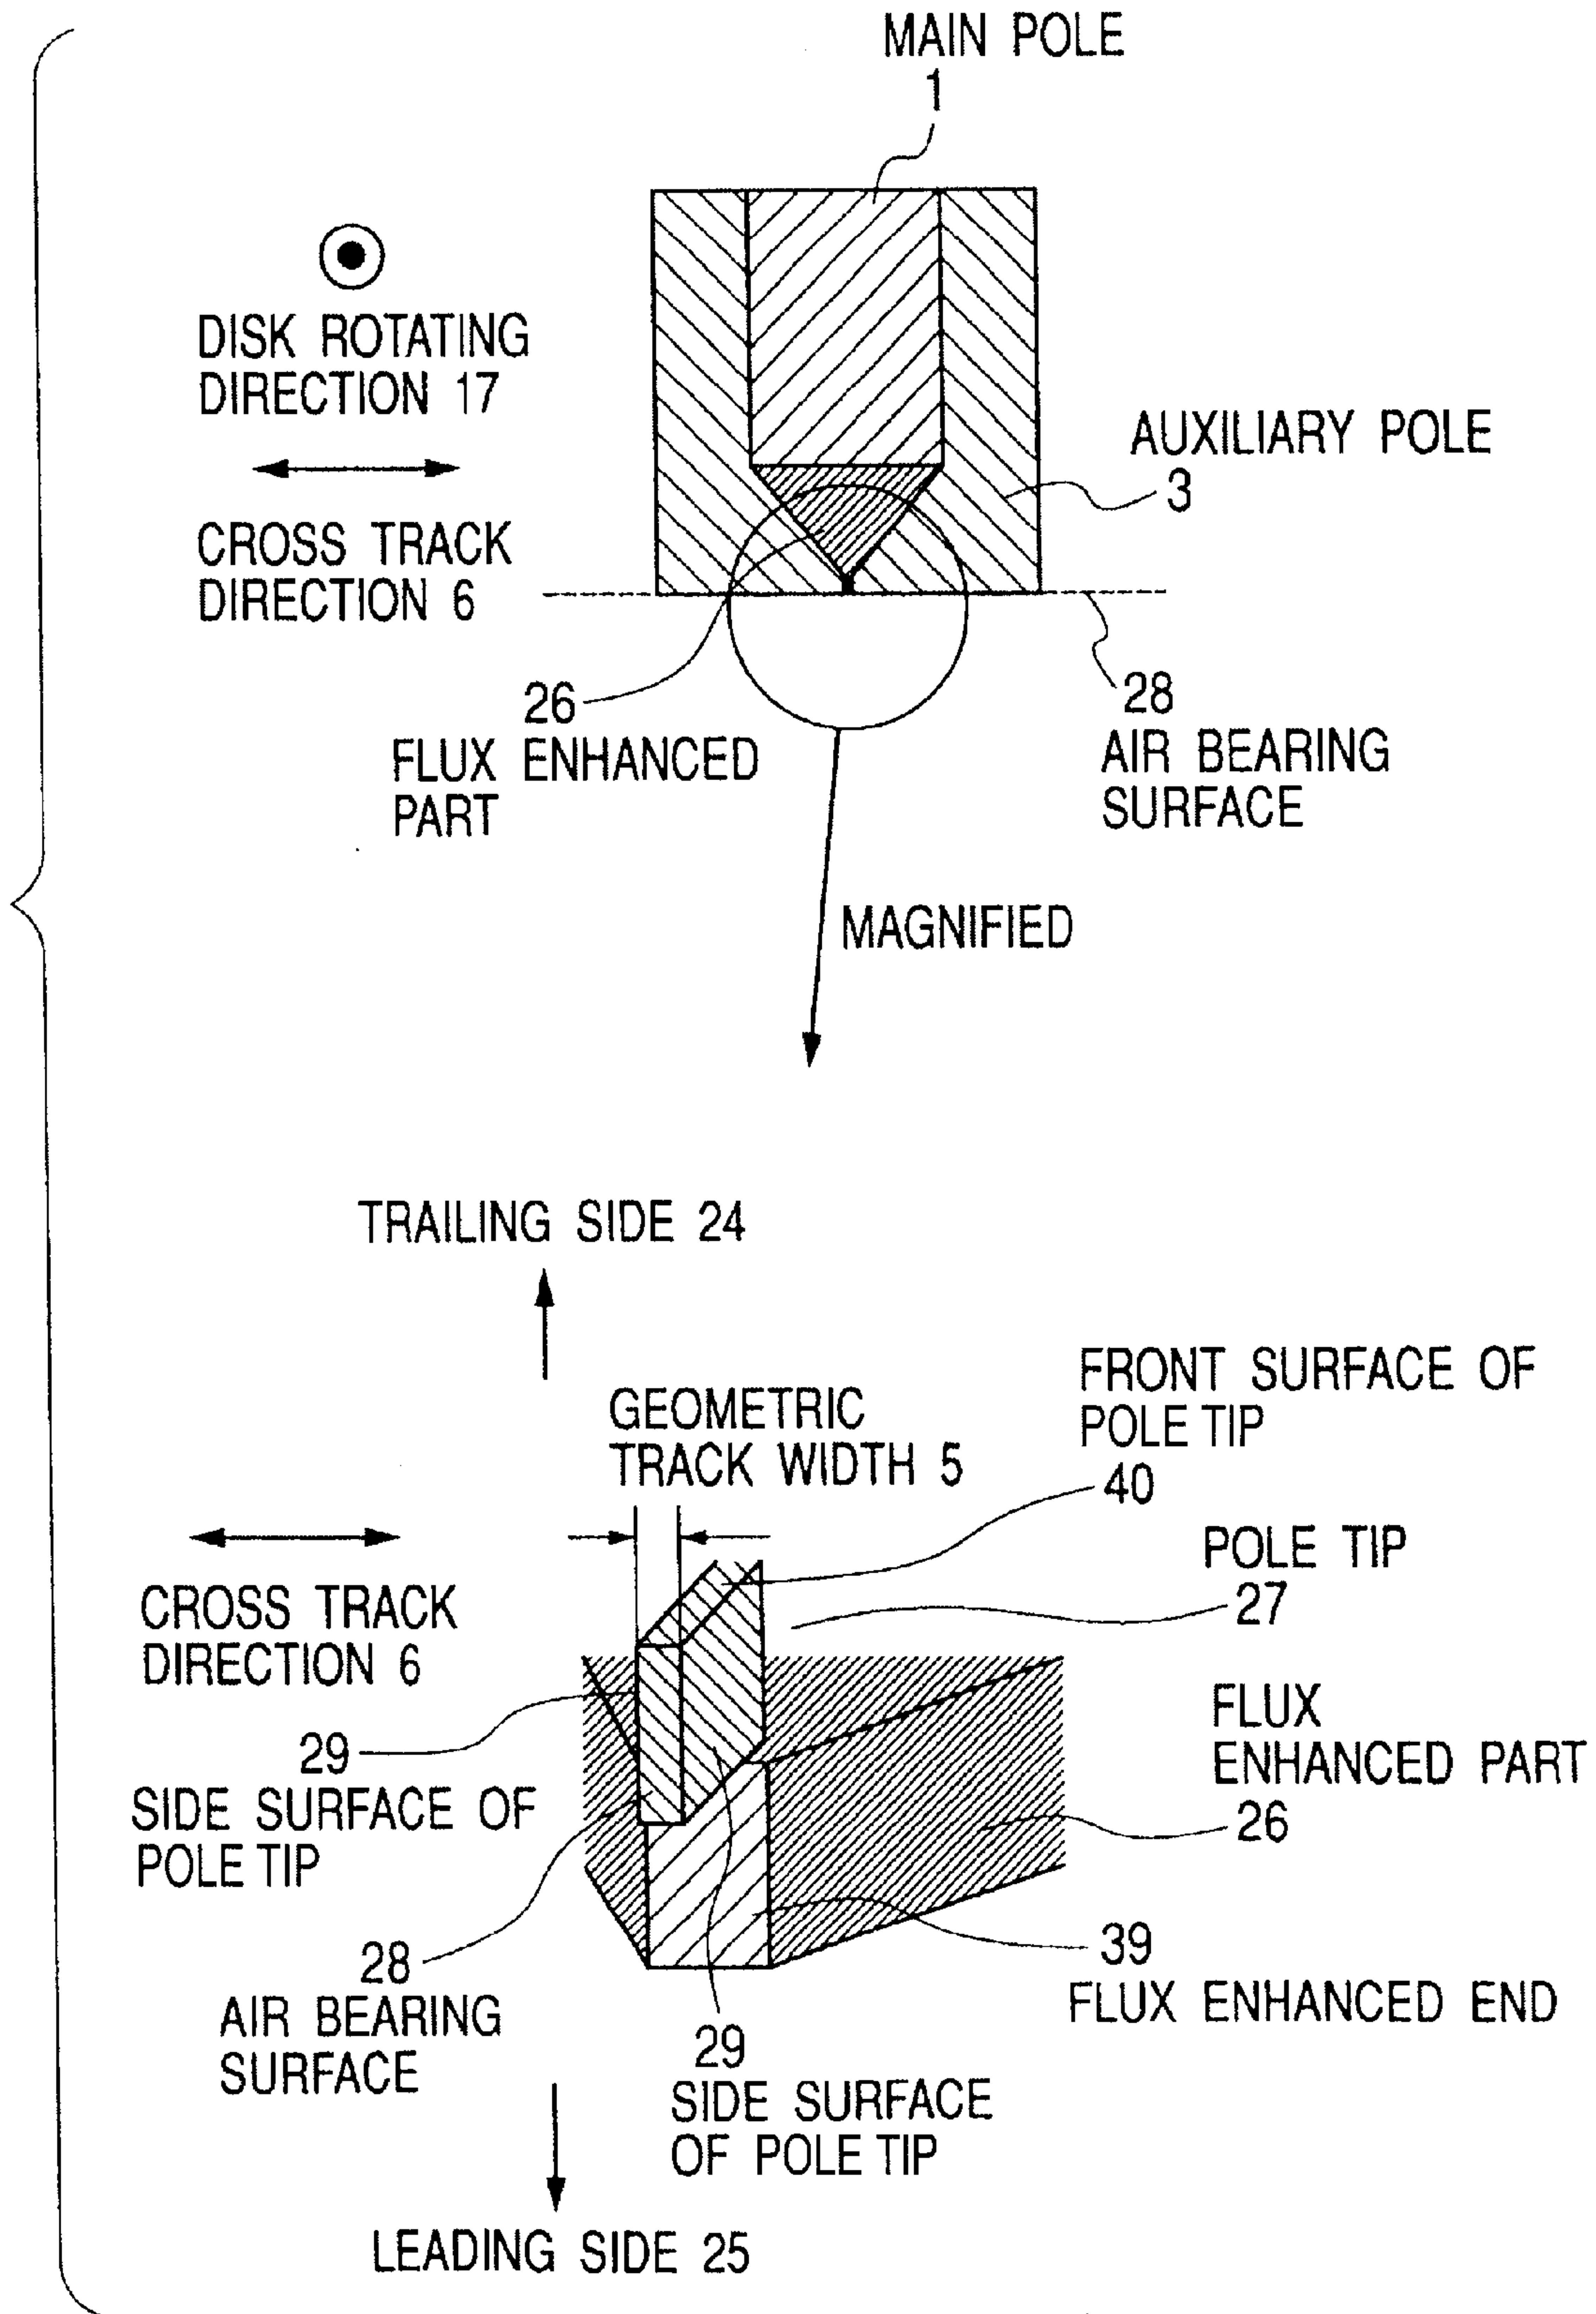 MAIN POLE
1
DISK ROTATING
DIRECTION 17
AUXILIARY POLE
3
CROSS TRACK
DIRECTION 6
26
FLUX ENHANCED
PART
28
AIR BEARING
SURFACE
MAGNIFIED
TRAILING SIDE 24
GEOMETRIC
TRACK WIDTH 5
FRONT SURFACE OF
POLE TIP
40
POLE TIP
27
CROSS TRACK
DIRECTION 6
FLUX
ENHANCED PART
26
29
SIDE SURFACE OF
POLE TIP
28
AIR BEARING
SURFACE
39
FLUX ENHANCED END
29
SIDE SURFACE
OF POLE TIP
LEADING SIDE 25